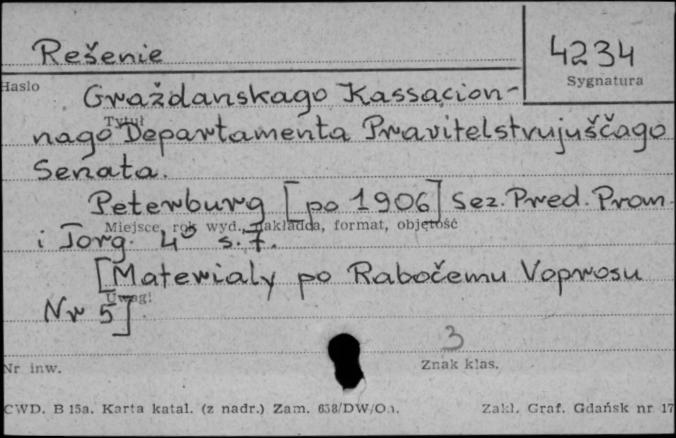 Rešenie
4234
Sygnatura
Hasło
Graždanskago Kassacion-
Tytuł
nago Departamenta Pravitelstvujuščago
Senata.
Peterburg [po 1906] Sez. Pred. Prom.
Miejsce, rok wyd., nakładca, format, objętość
i Torg. 4° s. 7.
[Materialy po Rabočemu Voprosu
Uwagi
Nr 5]
3
Nr inw.
Znak klas.
CWD. B 15a. Karta katal. (z nadr.) Zam. 638/DW/O.
Zakł. Graf. Gdańsk nr 17